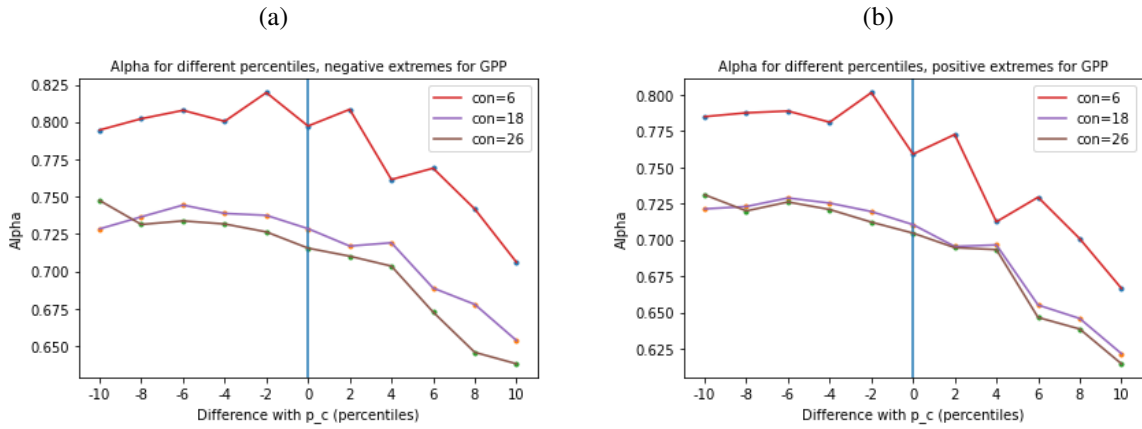 (a)
Alpha for different percentiles, negative extremes for GPP
0.825
0.800
0.775
0.750
0.725
0.700
0.675
0.650
Alpha
con=6
con=18
con=26
-10 -8 -6 -4 -2 0 2 4 6 8 10
Difference with p_c (percentiles)
(b)
Alpha for different percentiles, positive extremes for GPP
0.800
0.775
0.750
0.725
0.700
0.675
0.650
0.625
Alpha
con=6
con=18
con=26
-10 -8 -6 -4 -2 0 2 4 6 8 10
Difference with p_c (percentiles)